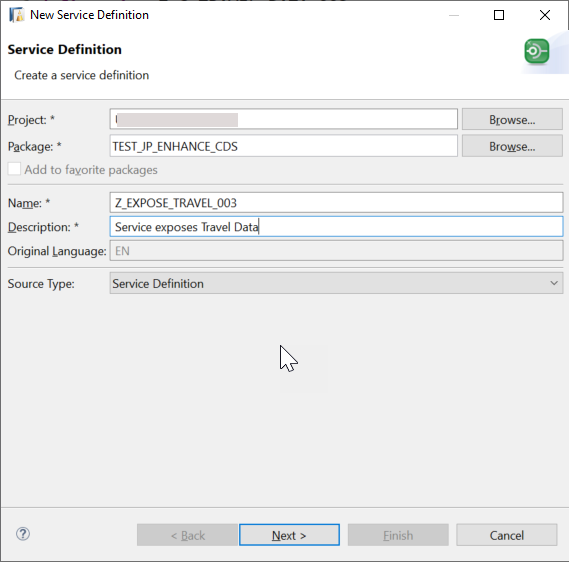 New Service Definition
Service Definition
Create a service definition
Project: * Browse...
Package: * TEST_JP_ENHANCE_CDS Browse...
Add to favorite packages
Name: * Z_EXPOSE_TRAVEL_003
Description: * Service exposes Travel Data
Original Language: EN
Source Type: Service Definition
< Back Next > Finish Cancel